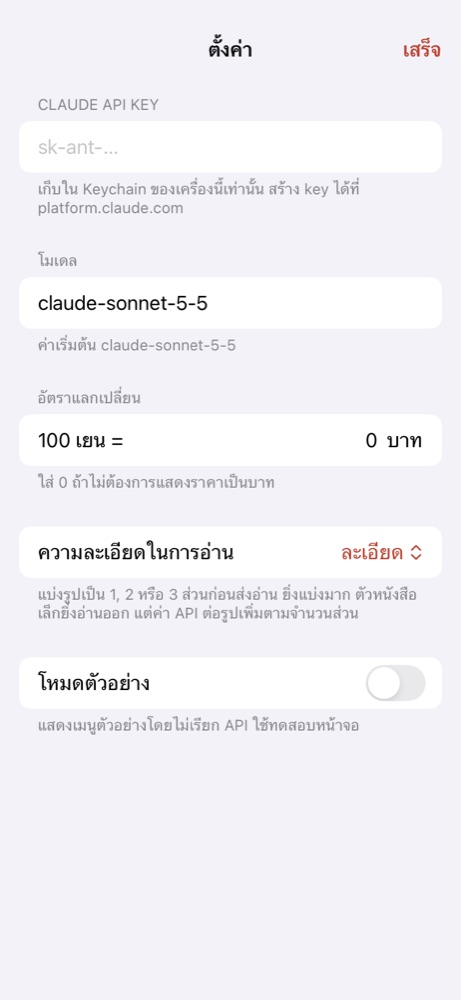 ตั้งค่า
เสร็จ
CLAUDE API KEY
sk-ant-...
เก็บใน Keychain ของเครื่องนี้เท่านั้น สร้าง key ได้ที่
platform.claude.com
โมเดล
claude-sonnet-5-5
ค่าเริ่มต้น claude-sonnet-5-5
อัตราแลกเปลี่ยน
100 เยน = 0 บาท
ใส่ 0 ถ้าไม่ต้องการแสดงราคาเป็นบาท
ความละเอียดในการอ่าน ละเอียด
แบ่งรูปเป็น 1, 2 หรือ 3 ส่วนก่อนส่งอ่าน ยิ่งแบ่งมาก ตัวหนังสือ
เล็กยิ่งอ่านออก แต่ค่า API ต่อรูปเพิ่มตามจำนวนส่วน
โหมดตัวอย่าง
แสดงเมนูตัวอย่างโดยไม่เรียก API ใช้ทดสอบหน้าจอ